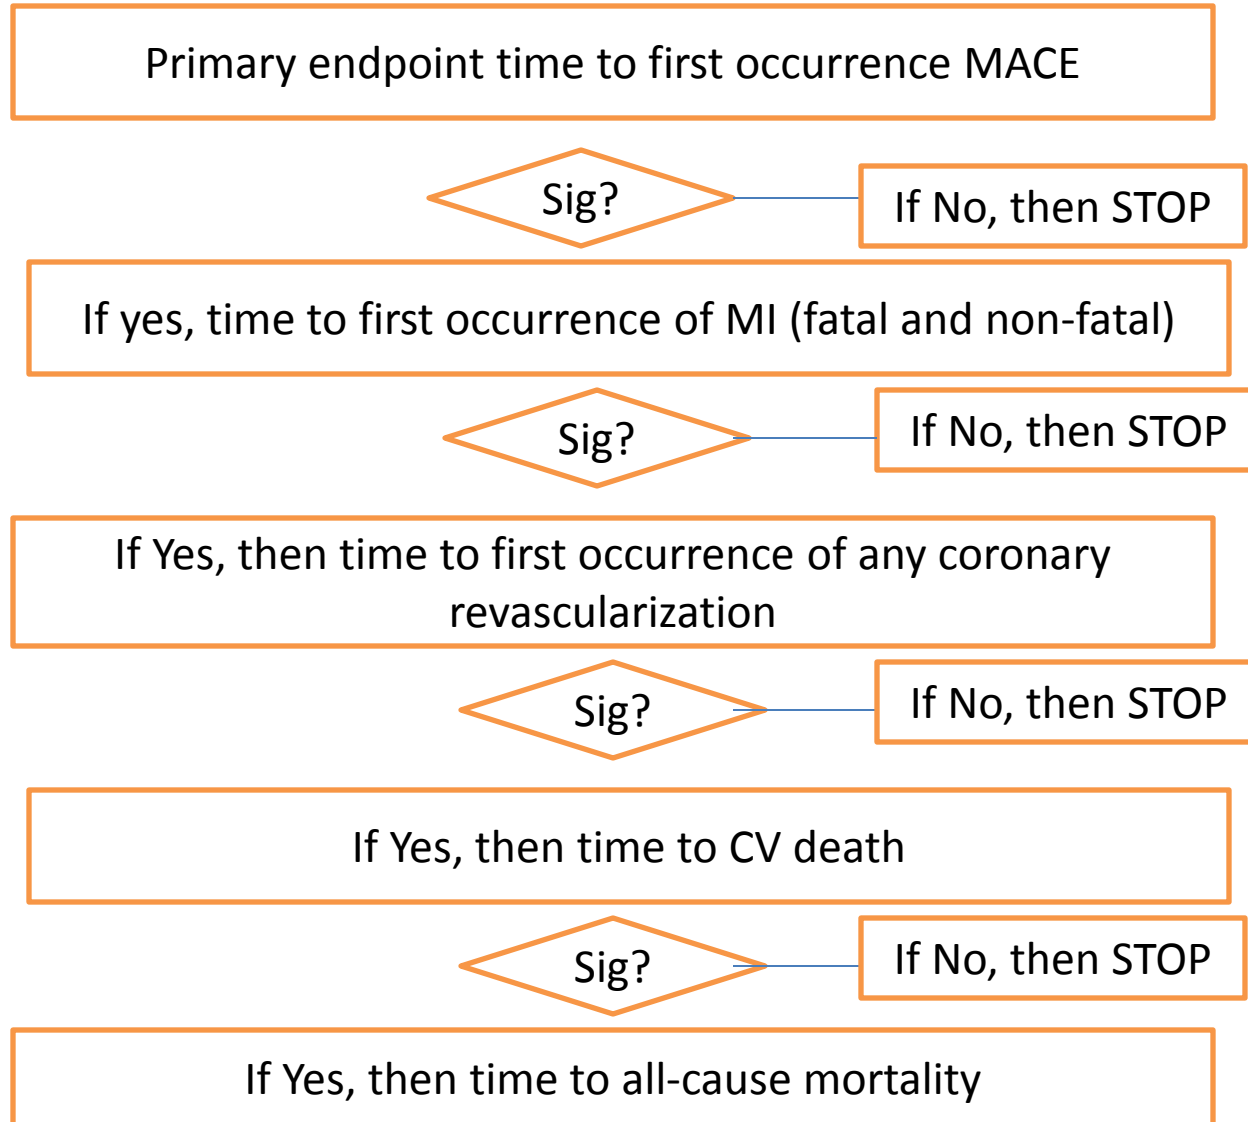 Primary endpoint time to first occurrence MACE
Sig?
If No, then STOP
If yes, time to first occurrence of MI (fatal and non-fatal)
Sig?
If No, then STOP
If Yes, then time to first occurrence of any coronary
revascularization
Sig?
If No, then STOP
If Yes, then time to CV death
Sig?
If No, then STOP
If Yes, then time to all-cause mortality